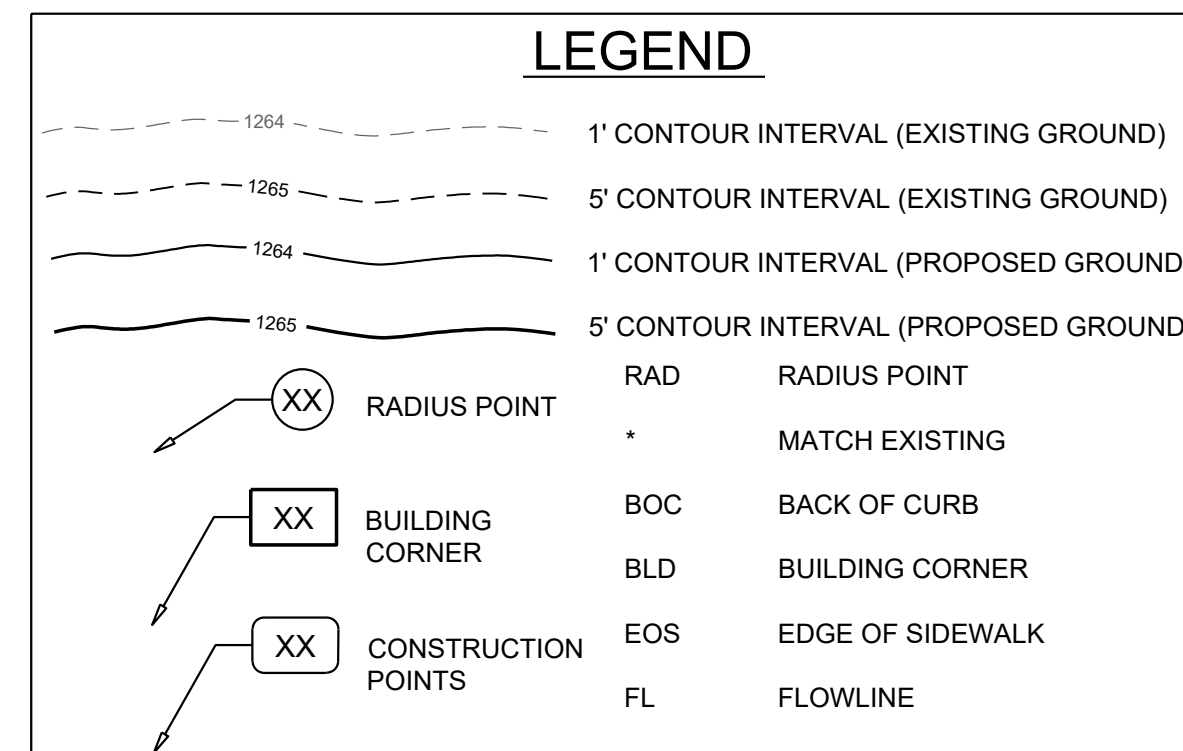 LEGEND
1264
1' CONTOUR INTERVAL (EXISTING GROUND)
1265
5' CONTOUR INTERVAL (EXISTING GROUND)
1264
1' CONTOUR INTERVAL (PROPOSED GROUND
1265
5' CONTOUR INTERVAL (PROPOSED GROUND
XX
RADIUS POINT
XX
BUILDING
CORNER
XX
CONSTRUCTION
POINTS
RAD RADIUS POINT
* MATCH EXISTING
BOC BACK OF CURB
BLD BUILDING CORNER
EOS EDGE OF SIDEWALK
FL FLOWLINE